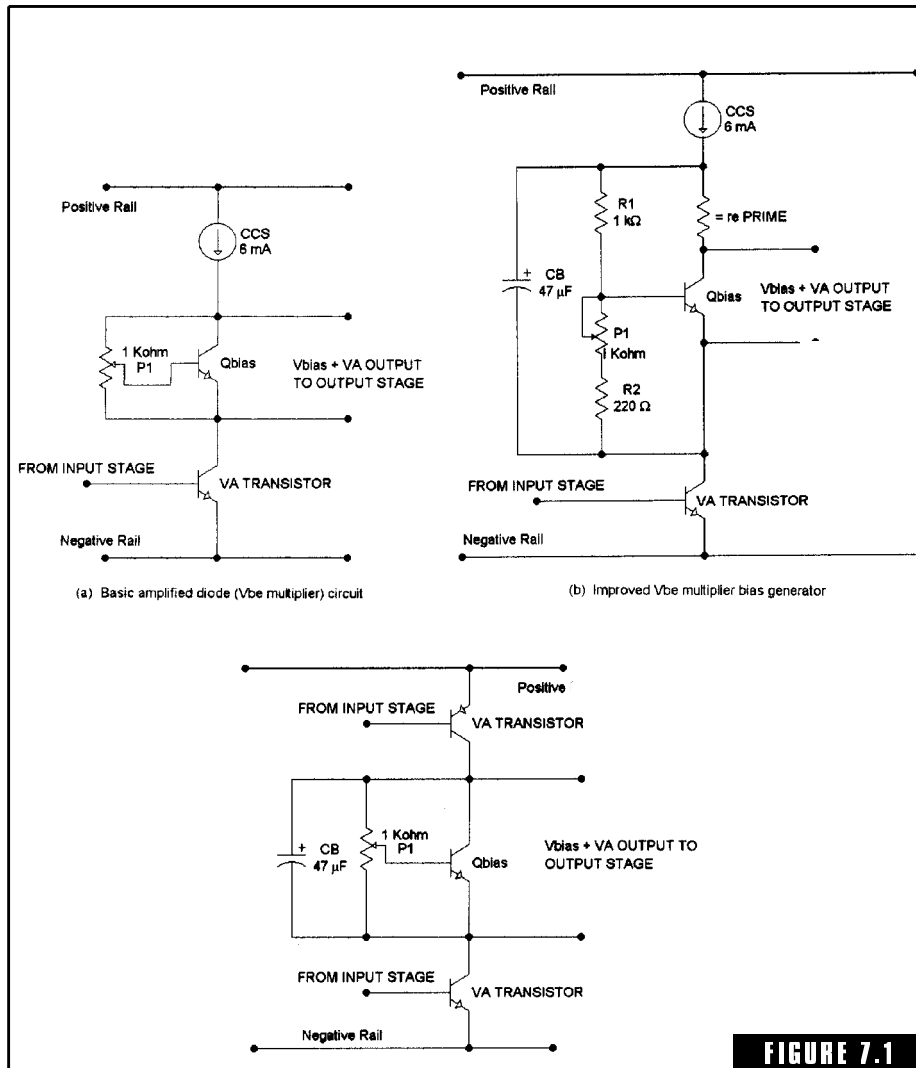 Positive Rail
CCS
6 mA
1 Kohm
P1
Qbias
Vbias + VA OUTPUT
TO OUTPUT STAGE
FROM INPUT STAGE
VA TRANSISTOR
Negative Rail
(a) Basic amplified diode (Vbe multiplier) circuit
Positive Rail
CCS
6 mA
R1
1 kΩ
= re PRIME
+
CB
47 µF
Qbias
Vbias + VA OUTPUT
TO OUTPUT STAGE
P1
1 Kohm
R2
220 Ω
FROM INPUT STAGE
VA TRANSISTOR
Negative Rail
(b) Improved Vbe multiplier bias generator
Positive
FROM INPUT STAGE
VA TRANSISTOR
+
CB
47 µF
1 Kohm
P1
Qbias
Vbias + VA OUTPUT TO
OUTPUT STAGE
FROM INPUT STAGE
VA TRANSISTOR
Negative Rail
FIGURE 7.1